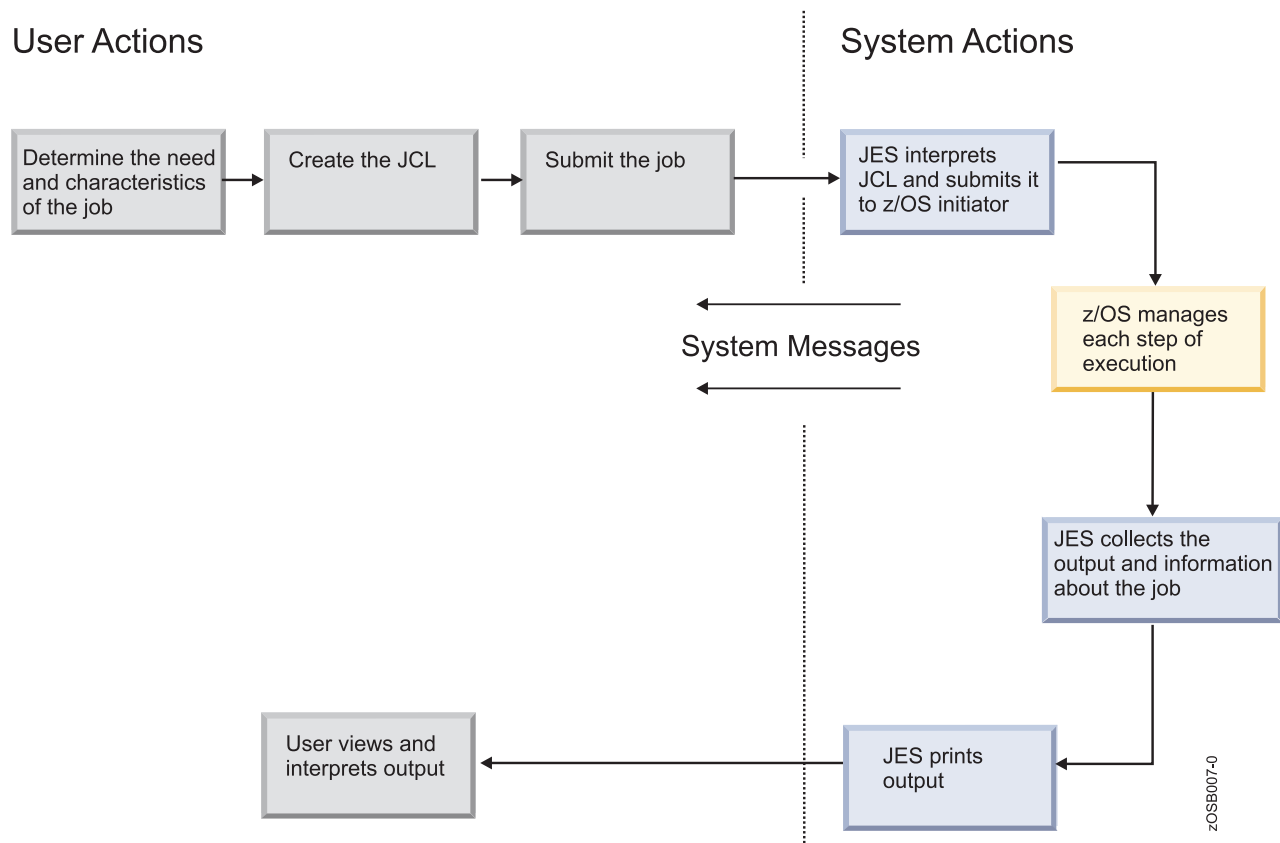 User Actions
System Actions
Determine the need
and characteristics
of the job
Create the JCL
Submit the job
JES interprets
JCL and submits it
to z/OS initiator
System Messages
z/OS manages
each step of
execution
JES collects the
output and information
about the job
User views and
interprets output
JES prints
output
zOSB007-0